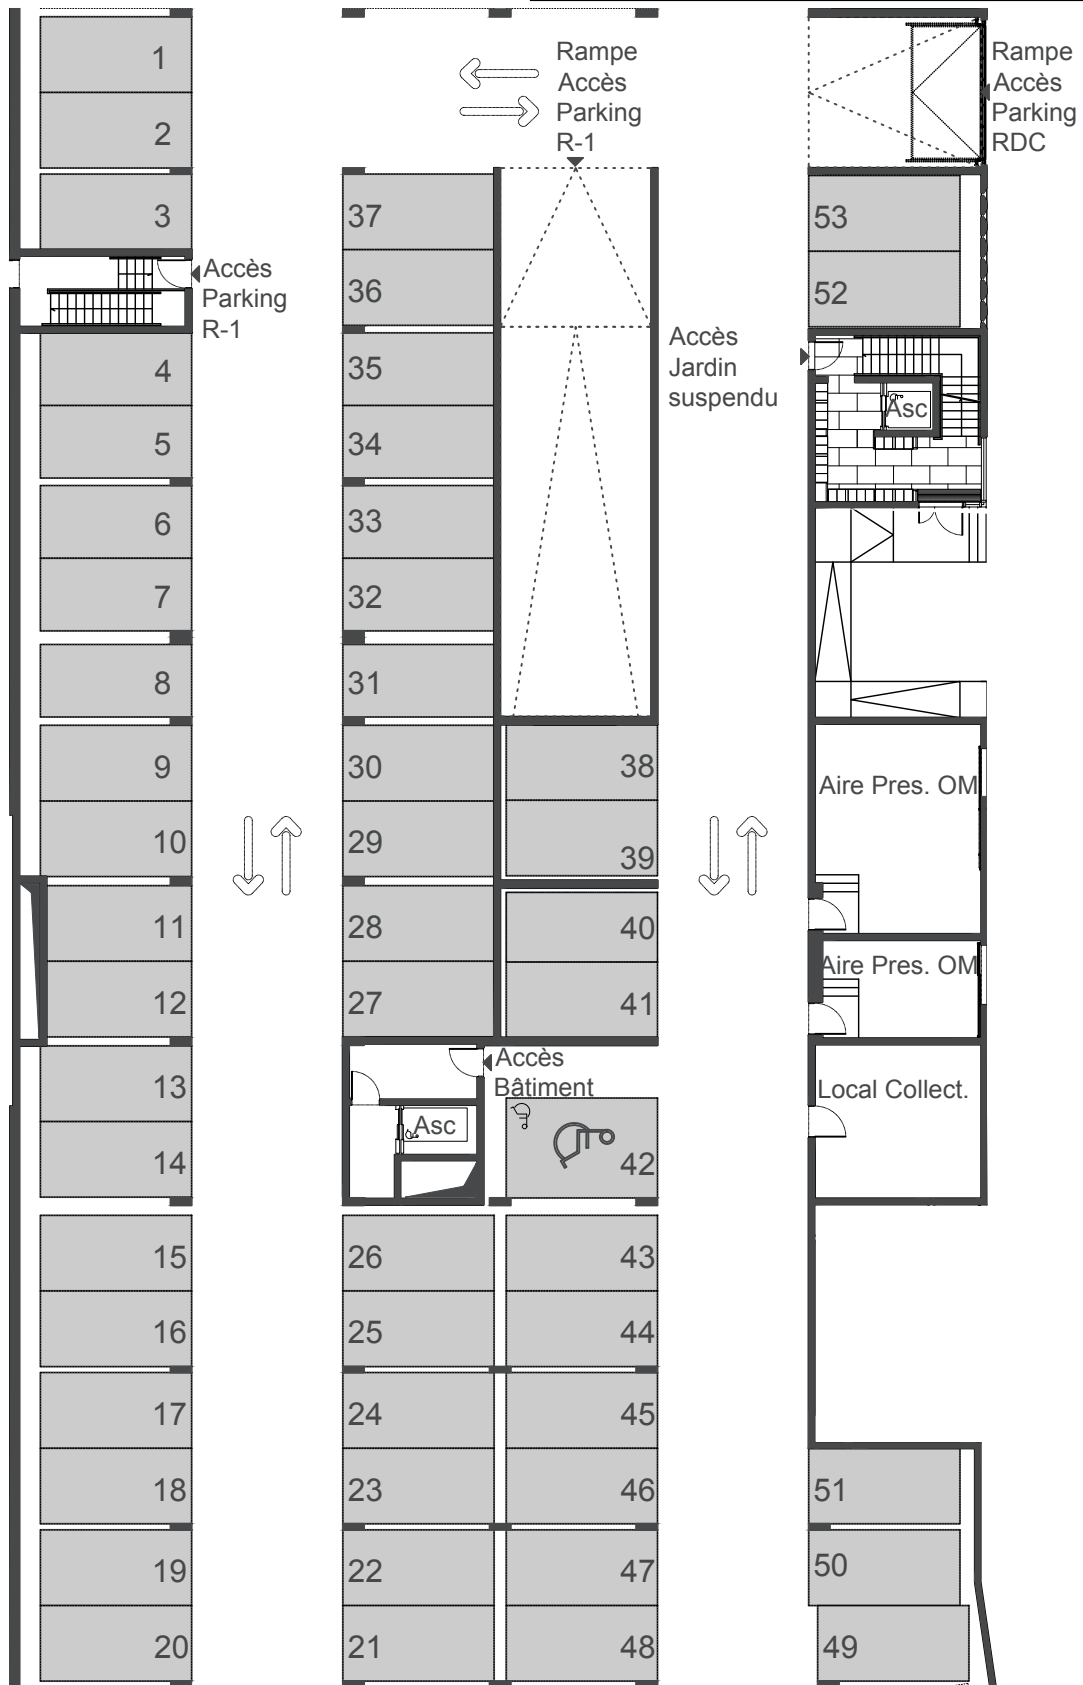 1
2
3
Accès
Parking
R-1
4
5
6
7
8
9
10
11
12
13
14
15
16
17
18
19
20
Rampe
Accès
Parking
R-1
37
36
35
34
33
32
31
30
29
28
27
Accès
Bâtiment
Asc
26
25
24
23
22
21
38
39
40
41
42
43
44
45
46
47
48
Rampe
Accès
Parking
RDC
53
52
Accès
Jardin
suspendu
Asc
Aire Pres. OM
Aire Pres. OM
Local Collect.
51
50
49